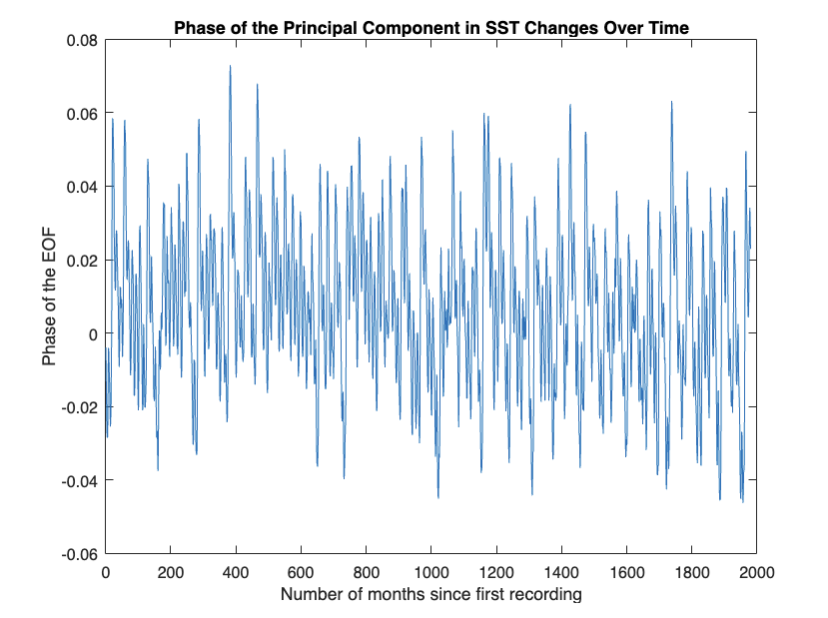 Phase of the Principal Component in SST Changes Over Time
0.08
0.06
0.04
0.02
0
-0.02
-0.04
-0.06
Phase of the EOF
0 200 400 600 800 1000 1200 1400 1600 1800 2000
Number of months since first recording